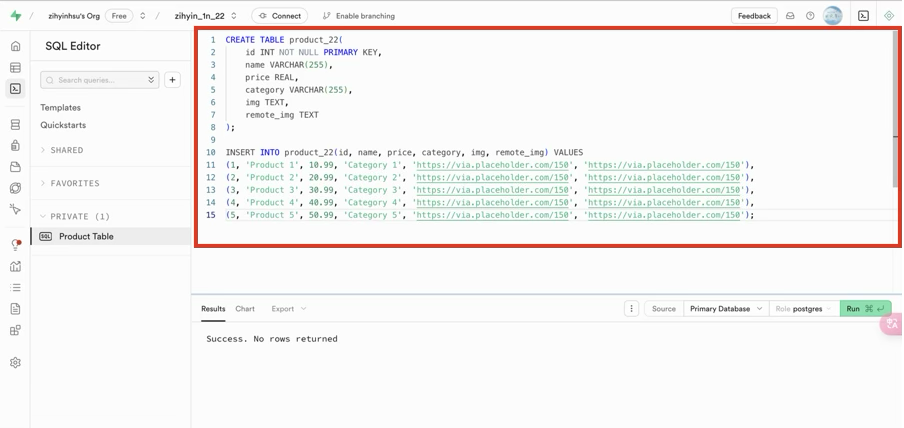 zihyinhsu's Org Free
zihyin_1n_22
Connect
Enable branching
Feedback
SQL Editor
Search queries...
Templates
Quickstarts
SHARED
FAVORITES
PRIVATE (1)
SQL Product Table
1 CREATE TABLE product_22(
2 id INT NOT NULL PRIMARY KEY,
3 name VARCHAR(255),
4 price REAL,
5 category VARCHAR(255),
6 img TEXT,
7 remote_img TEXT
8 );
9
10 INSERT INTO product_22(id, name, price, category, img, remote_img) VALUES
11 (1, 'Product 1', 10.99, 'Category 1', 'https://via.placeholder.com/150', 'https://via.placeholder.com/150'),
12 (2, 'Product 2', 20.99, 'Category 2', 'https://via.placeholder.com/150', 'https://via.placeholder.com/150'),
13 (3, 'Product 3', 30.99, 'Category 3', 'https://via.placeholder.com/150', 'https://via.placeholder.com/150'),
14 (4, 'Product 4', 40.99, 'Category 4', 'https://via.placeholder.com/150', 'https://via.placeholder.com/150'),
15 (5, 'Product 5', 50.99, 'Category 5', 'https://via.placeholder.com/150', 'https://via.placeholder.com/150');
Results Chart Export
Source Primary Database Role postgres Run ⌘ ↵
Success. No rows returned